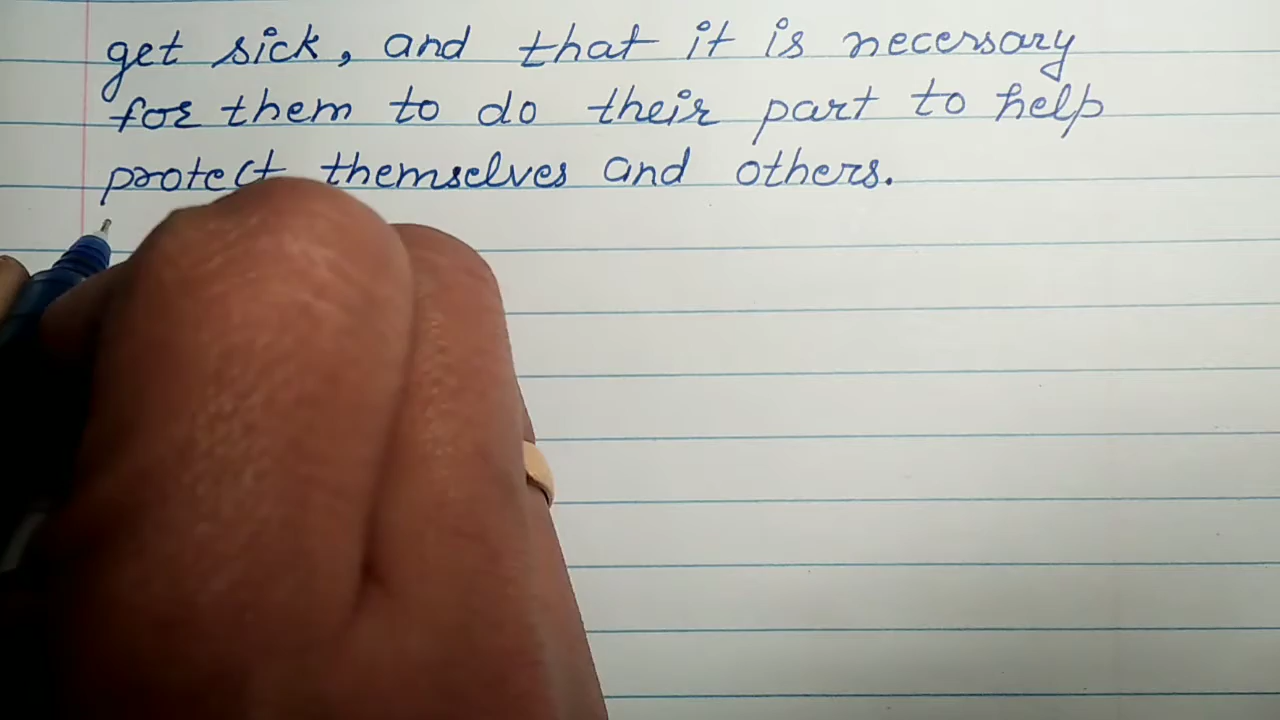 get sick, and that it is necessary
for them to do their part to help
protect themselves and others.